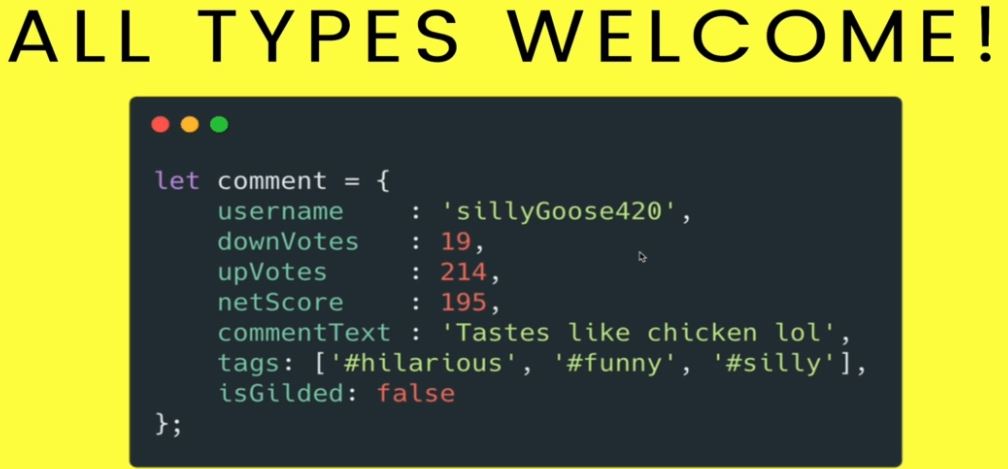 ALL TYPES WELCOME!
let comment = {
    username    : 'sillyGoose420',
    downVotes   : 19,
    upVotes     : 214,
    netScore    : 195,
    commentText : 'Tastes like chicken lol',
    tags: ['#hilarious', '#funny', '#silly'],
    isGilded: false
};